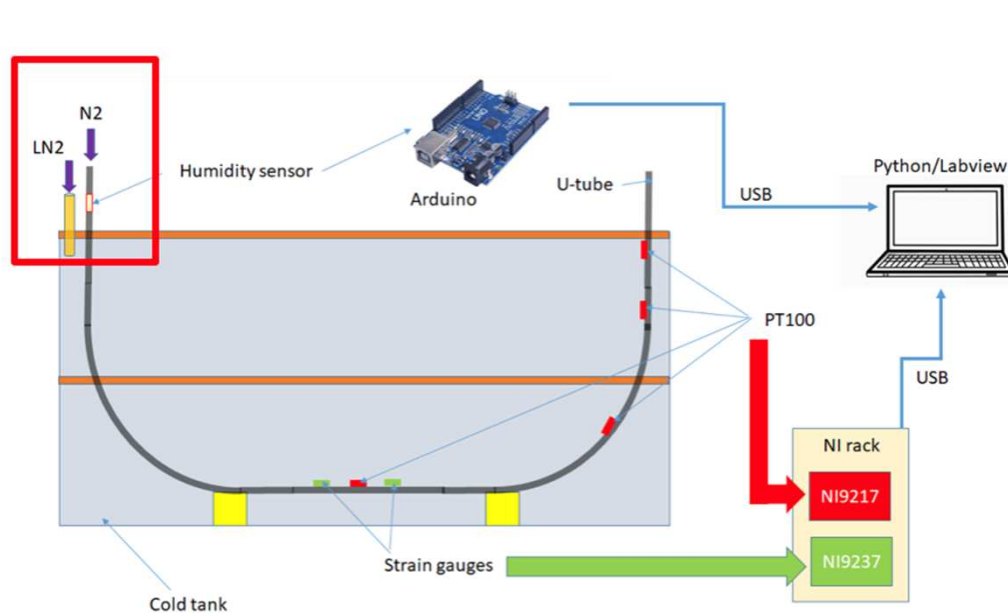 N2
LN2
Humidity sensor
Arduino
UNO
U-tube
USB
Python/Labview
PT100
USB
NI rack
NI9217
NI9237
Strain gauges
Cold tank